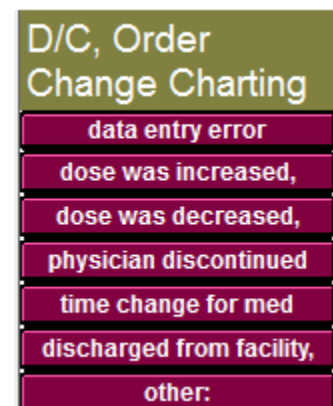 D/C, Order
Change Charting
data entry error
dose was increased,
dose was decreased,
physician discontinued
time change for med
discharged from facility,
other: